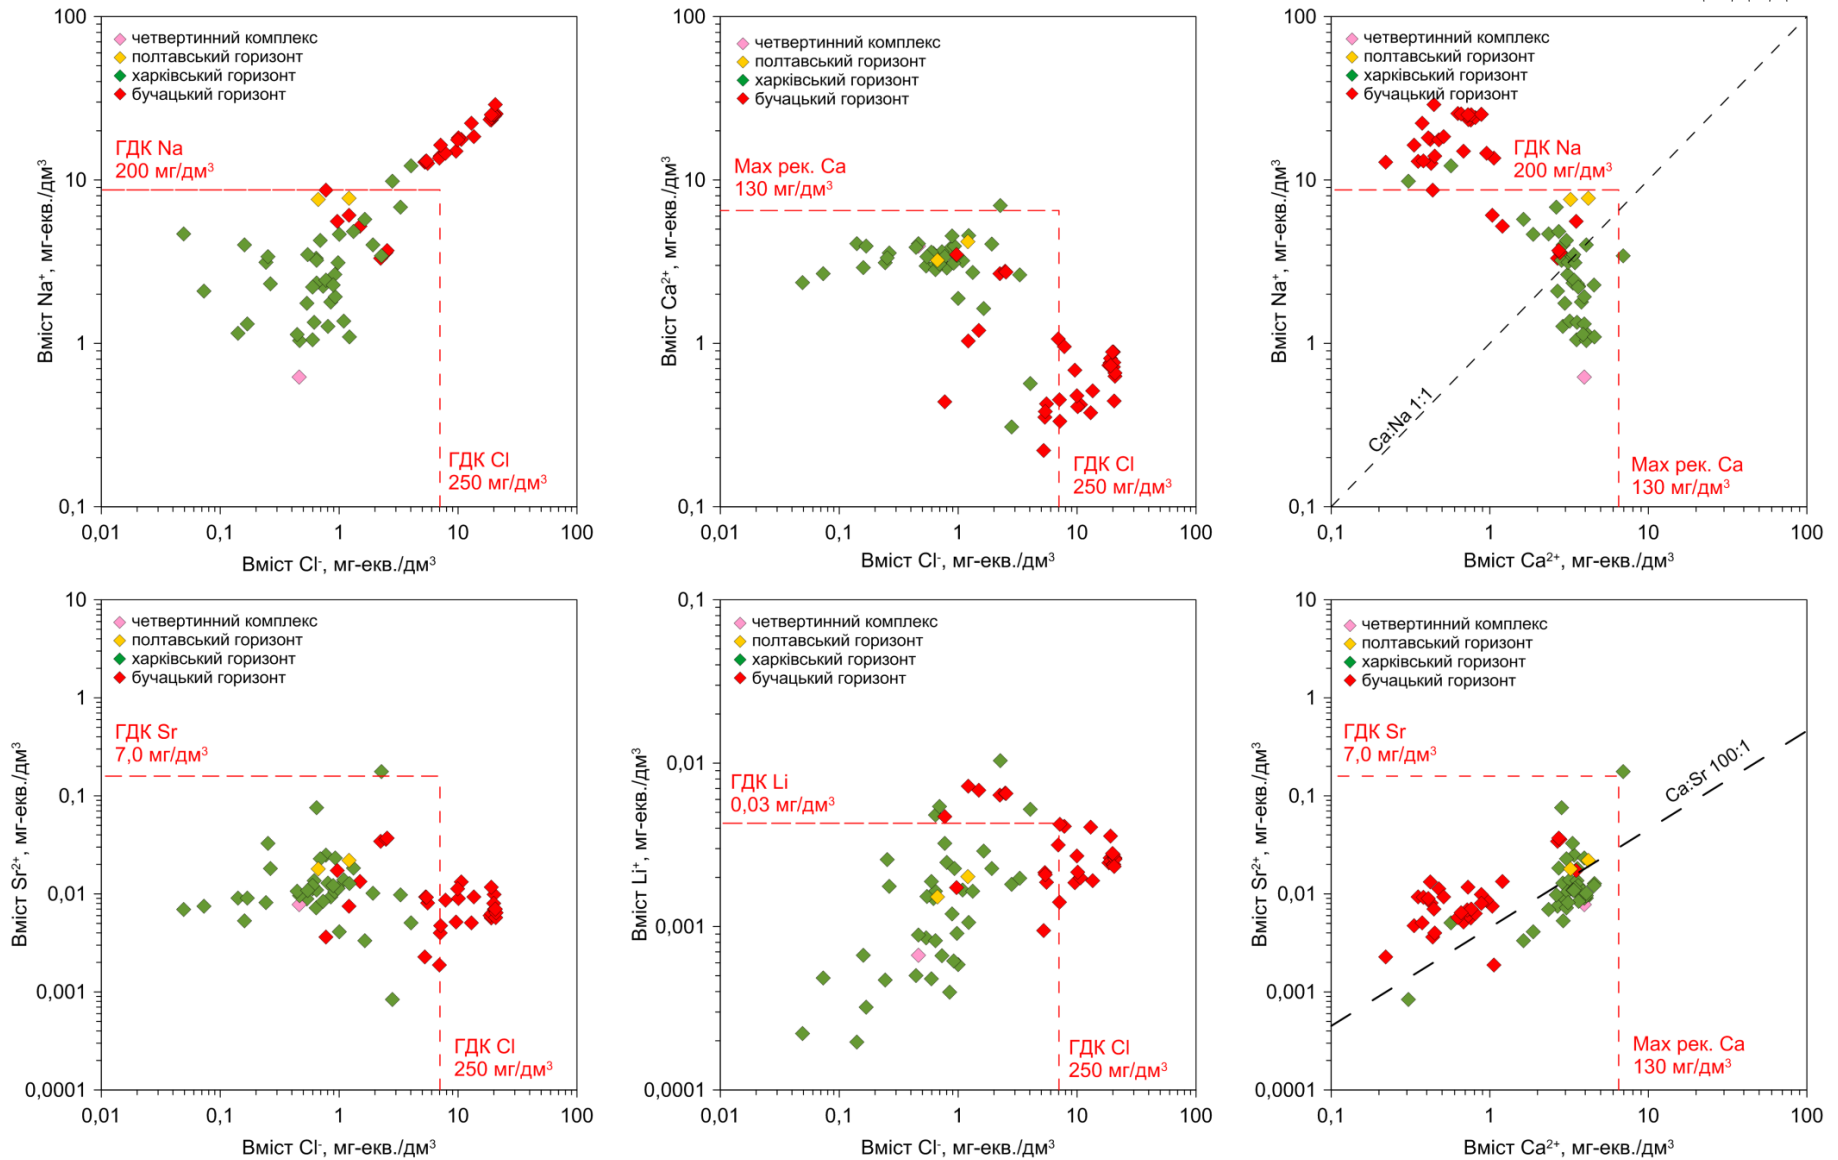 100
10
1
0,1
0,01
0,1
1
10
100
Вміст Na⁺, мг-екв./дм³
Вміст Cl⁻, мг-екв./дм³
четвертинний комплекс
полтавський горизонт
харківський горизонт
бучацький горизонт
ГДК Na
200 мг/дм³
ГДК Cl
250 мг/дм³
100
10
1
0,1
0,01
0,1
1
10
100
Вміст Ca²⁺, мг-екв./дм³
Вміст Cl⁻, мг-екв./дм³
четвертинний комплекс
полтавський горизонт
харківський горизонт
бучацький горизонт
Мах рек. Са
130 мг/дм³
ГДК Cl
250 мг/дм³
100
10
1
0,1
0,1
1
10
100
Вміст Na⁺, мг-екв./дм³
Вміст Ca²⁺, мг-екв./дм³
четвертинний комплекс
полтавський горизонт
харківський горизонт
бучацький горизонт
ГДК Na
200 мг/дм³
Ca:Na 1:1
Мах рек. Са
130 мг/дм³
10
1
0,1
0,01
0,001
0,0001
0,01
0,1
1
10
100
Вміст Sr²⁺, мг-екв./дм³
Вміст Cl⁻, мг-екв./дм³
четвертинний комплекс
полтавський горизонт
харківський горизонт
бучацький горизонт
ГДК Sr
7,0 мг/дм³
ГДК Cl
250 мг/дм³
0,1
0,01
0,001
0,0001
0,01
0,1
1
10
100
Вміст Li⁺, мг-екв./дм³
Вміст Cl⁻, мг-екв./дм³
четвертинний комплекс
полтавський горизонт
харківський горизонт
бучацький горизонт
ГДК Li
0,03 мг/дм³
ГДК Cl
250 мг/дм³
10
1
0,1
0,01
0,001
0,0001
0,1
1
10
100
Вміст Sr²⁺, мг-екв./дм³
Вміст Ca²⁺, мг-екв./дм³
четвертинний комплекс
полтавський горизонт
харківський горизонт
бучацький горизонт
ГДК Sr
7,0 мг/дм³
Ca:Sr 100:1
Мах рек. Са
130 мг/дм³